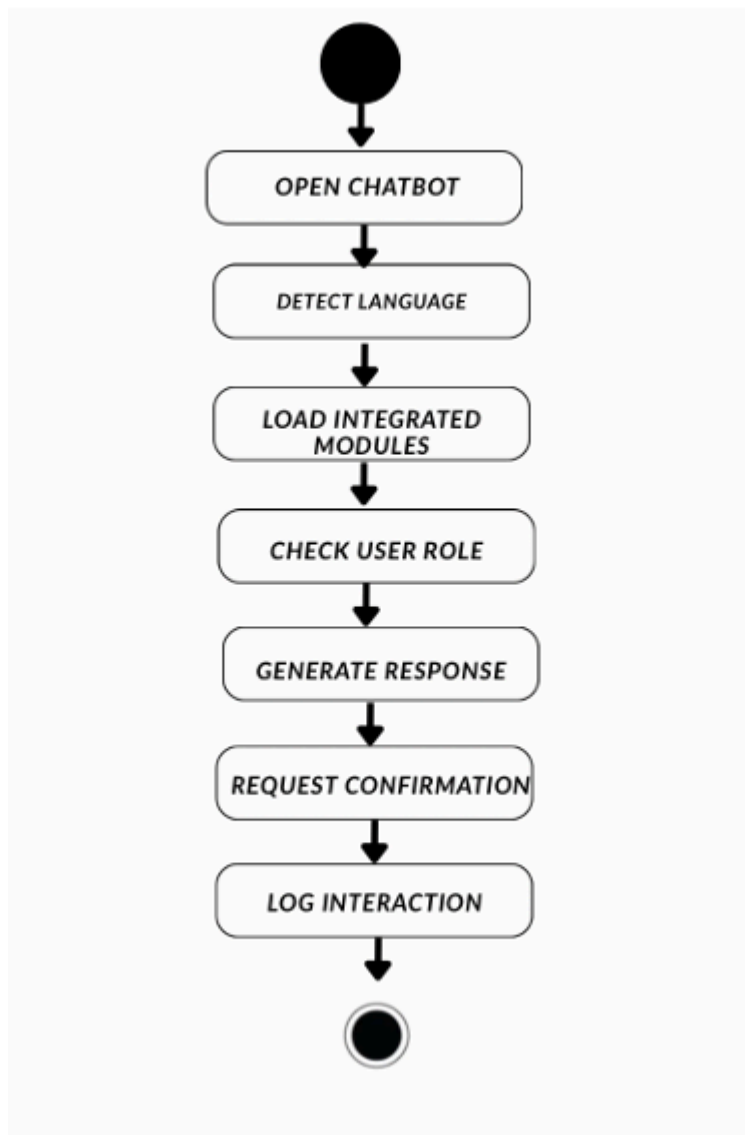 OPEN CHATBOT
DETECT LANGUAGE
LOAD INTEGRATED
MODULES
CHECK USER ROLE
GENERATE RESPONSE
REQUEST CONFIRMATION
LOG INTERACTION